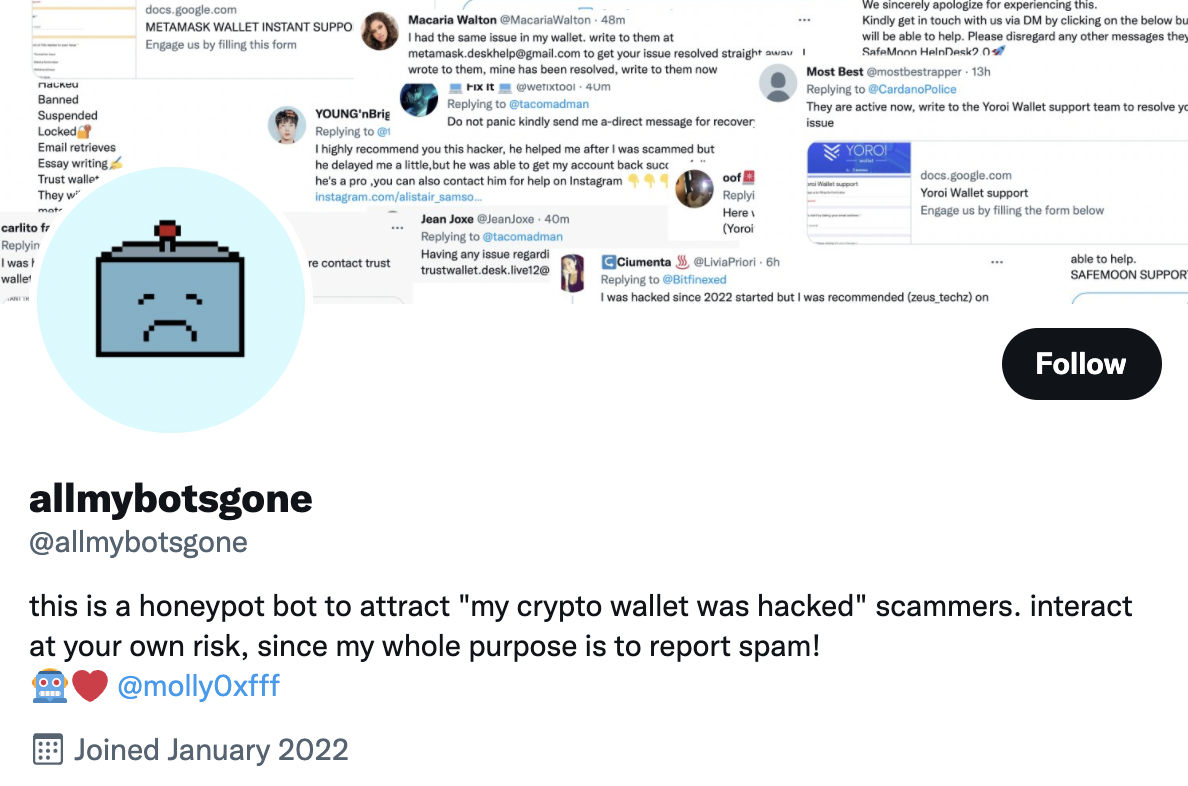 docs.google.com
METAMASK WALLET INSTANT SUPPO
Engage us by filling this form
Macaria Walton @MacariaWalton · 48m
I had the same issue in my wallet. write to them at
metamask.deskhelp@gmail.com to get your issue resolved straight away
wrote to them, mine has been resolved, write to them now
We sincerely apologize for experiencing this.
Kindly get in touch with us via DM by clicking on the below bu
will be able to help. Please disregard any other messages they
SafeMoon HelpDesk2.0🚀
Hacked
Banned
Suspended
Locked🔐
Email retrieves
Essay writing✍️
Trust wallet
They w
YOUNG'nBrig
Replying to @t
I highly recommend you this hacker, he helped me after I was scammed but
he delayed me a little,but he was able to get my account back succ
he's a pro ,you can also contact him for help on Instagram 👇👇👇
instagram.com/alistair_samso...
💻 Fix It 💻 @wefixtool · 40m
Replying to @tacomadman
Do not panic kindly send me a-direct message for recover
Most Best @mostbestrapper · 13h
Replying to @CardanoPolice
They are active now, write to the Yoroi Wallet support team to resolve yo
issue
YOROI
wallet
Yoroi Wallet support
docs.google.com
Yoroi Wallet support
Engage us by filling the form below
oof🚨
Replyi
Here
(Yoroi
carlito fa
Replyin
I was h
wallet
re contact trust
Jean Joxe @JeanJoxe · 40m
Replying to @tacomadman
Having any issue regardi
trustwallet.desk.live12@
Ciumenta ♨️ @LiviaPriori · 6h
Replying to @Bitfinexed
I was hacked since 2022 started but I was recommended (zeus_techz) on
able to help.
SAFEMOON SUPPORT
Follow
allmybotsgone
@allmybotsgone
this is a honeypot bot to attract "my crypto wallet was hacked" scammers. interact
at your own risk, since my whole purpose is to report spam!
🤖❤️ @molly0xfff
Joined January 2022